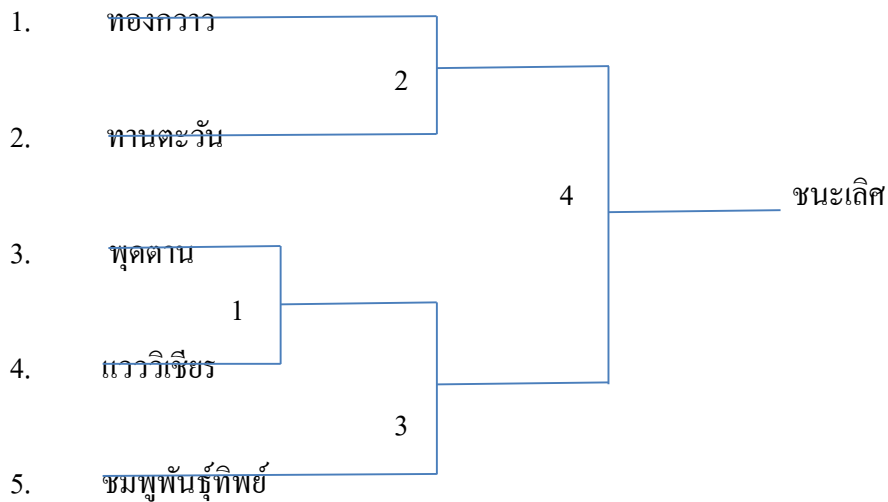 1. ทองกวาว
2
2. ทานตะวัน
4 ชนะเลิศ
3. พุดตาน
1
4. แวววิเชียร
3
5. ชมพูพันธุ์ทิพย์